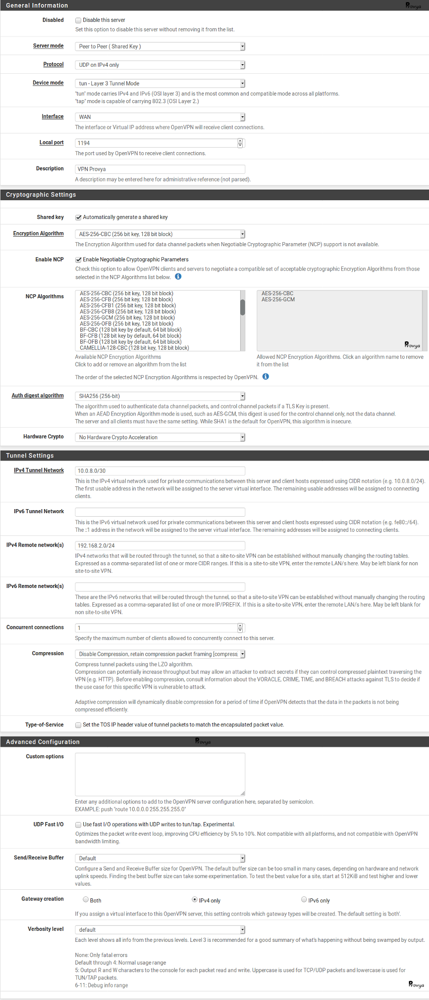 General Information
Provya
Disabled
Disable this server
Set this option to disable this server without removing it from the list.
Server mode
Peer to Peer ( Shared Key )
Protocol
UDP on IPv4 only
Device mode
tun - Layer 3 Tunnel Mode
"tun" mode carries IPv4 and IPv6 (OSI layer 3) and is the most common and compatible mode across all platforms.
"tap" mode is capable of carrying 802.3 (OSI Layer 2.)
Interface
WAN
The interface or Virtual IP address where OpenVPN will receive client connections.
Local port
1194
The port used by OpenVPN to receive client connections.
Description
VPN Provya
A description may be entered here for administrative reference (not parsed).
Cryptographic Settings
Shared key
Automatically generate a shared key
Encryption Algorithm
AES-256-CBC (256 bit key, 128 bit block)
The Encryption Algorithm used for data channel packets when Negotiable Cryptographic Parameter (NCP) support is not available.
Enable NCP
Enable Negotiable Cryptographic Parameters
Check this option to allow OpenVPN clients and servers to negotiate a compatible set of acceptable cryptographic Encryption Algorithms from those
selected in the NCP Algorithms list below.
NCP Algorithms
AES-256-CBC (256 bit key, 128 bit block)
AES-256-CFB (256 bit key, 128 bit block)
AES-256-CFB1 (256 bit key, 128 bit block)
AES-256-CFB8 (256 bit key, 128 bit block)
AES-256-GCM (256 bit key, 128 bit block)
AES-256-OFB (256 bit key, 128 bit block)
BF-CBC (128 bit key by default, 64 bit block)
BF-CFB (128 bit key by default, 64 bit block)
BF-OFB (128 bit key by default, 64 bit block)
CAMELLIA-128-CBC (128 bit key, 128 bit block)
AES-256-CBC
AES-256-GCM
Provya
Available NCP Encryption Algorithms
Click to add or remove an algorithm from the list
Allowed NCP Encryption Algorithms. Click an algorithm name to remove
it from the list
The order of the selected NCP Encryption Algorithms is respected by OpenVPN.
Auth digest algorithm
SHA256 (256-bit)
The algorithm used to authenticate data channel packets, and control channel packets if a TLS Key is present.
When an AEAD Encryption Algorithm mode is used, such as AES-GCM, this digest is used for the control channel only, not the data channel.
The server and all clients must have the same setting. While SHA1 is the default for OpenVPN, this algorithm is insecure.
Hardware Crypto
No Hardware Crypto Acceleration
Tunnel Settings
IPv4 Tunnel Network
10.0.8.0/30
This is the IPv4 virtual network used for private communications between this server and client hosts expressed using CIDR notation (e.g. 10.0.8.0/24).
The first usable address in the network will be assigned to the server virtual interface. The remaining usable addresses will be assigned to connecting
clients.
IPv6 Tunnel Network
This is the IPv6 virtual network used for private communications between this server and client hosts expressed using CIDR notation (e.g. fe80::/64).
The ::1 address in the network will be assigned to the server virtual interface. The remaining addresses will be assigned to connecting clients.
IPv4 Remote network(s)
192.168.2.0/24
IPv4 networks that will be routed through the tunnel, so that a site-to-site VPN can be established without manually changing the routing tables.
Expressed as a comma-separated list of one or more CIDR ranges. If this is a site-to-site VPN, enter the remote LAN/s here. May be left blank for non
site-to-site VPN.
IPv6 Remote network(s)
These are the IPv6 networks that will be routed through the tunnel, so that a site-to-site VPN can be established without manually changing the routing
tables. Expressed as a comma-separated list of one or more IP/PREFIX. If this is a site-to-site VPN, enter the remote LAN/s here. May be left blank for
non site-to-site VPN.
Concurrent connections
1
Specify the maximum number of clients allowed to concurrently connect to this server.
Compression
Disable Compression, retain compression packet framing [compress
Compress tunnel packets using the LZO algorithm.
Compression can potentially increase throughput but may allow an attacker to extract secrets if they can control compressed plaintext traversing the
VPN (e.g. HTTP). Before enabling compression, consult information about the VORACLE, CRIME, TIME, and BREACH attacks against TLS to decide if
the use case for this specific VPN is vulnerable to attack.
Adaptive compression will dynamically disable compression for a period of time if OpenVPN detects that the data in the packets is not being
compressed efficiently.
Type-of-Service
Set the TOS IP header value of tunnel packets to match the encapsulated packet value.
Advanced Configuration
Provya
Custom options
Enter any additional options to add to the OpenVPN server configuration here, separated by semicolon.
EXAMPLE: push "route 10.0.0.0 255.255.255.0"
UDP Fast I/O
Use fast I/O operations with UDP writes to tun/tap. Experimental.
Optimizes the packet write event loop, improving CPU efficiency by 5% to 10%. Not compatible with all platforms, and not compatible with OpenVPN
bandwidth limiting.
Send/Receive Buffer
Default
Configure a Send and Receive Buffer size for OpenVPN. The default buffer size can be too small in many cases, depending on hardware and network
uplink speeds. Finding the best buffer size can take some experimentation. To test the best value for a site, start at 512KiB and test higher and lower
values.
Gateway creation
Both
IPv4 only
IPv6 only
If you assign a virtual interface to this OpenVPN server, this setting controls which gateway types will be created. The default setting is 'both'.
Verbosity level
default
Each level shows all info from the previous levels. Level 3 is recommended for a good summary of what's happening without being swamped by output.
None: Only fatal errors
Default through 4: Normal usage range
5: Output R and W characters to the console for each packet read and write. Uppercase is used for TCP/UDP packets and lowercase is used for
TUN/TAP packets.
6-11: Debug info range
Provya